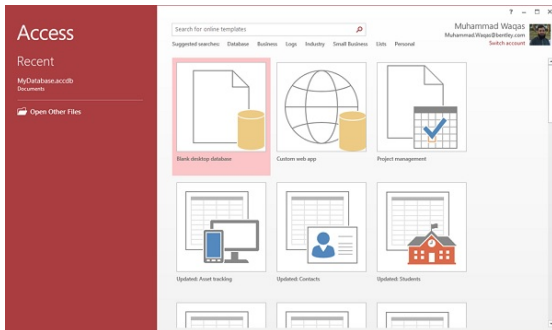 Access
Recent
MyDatabase.accdb
Documents
Open Other Files
Search for online templates
Suggested searches: Database Business Logs Industry Small Business Lists Personal
Muhammad Waqas
Muhammad.Waqas@bentley.com
Switch account
Blank desktop database
Custom web app
Project management
Updated: Asset tracking
Updated: Contacts
Updated: Students